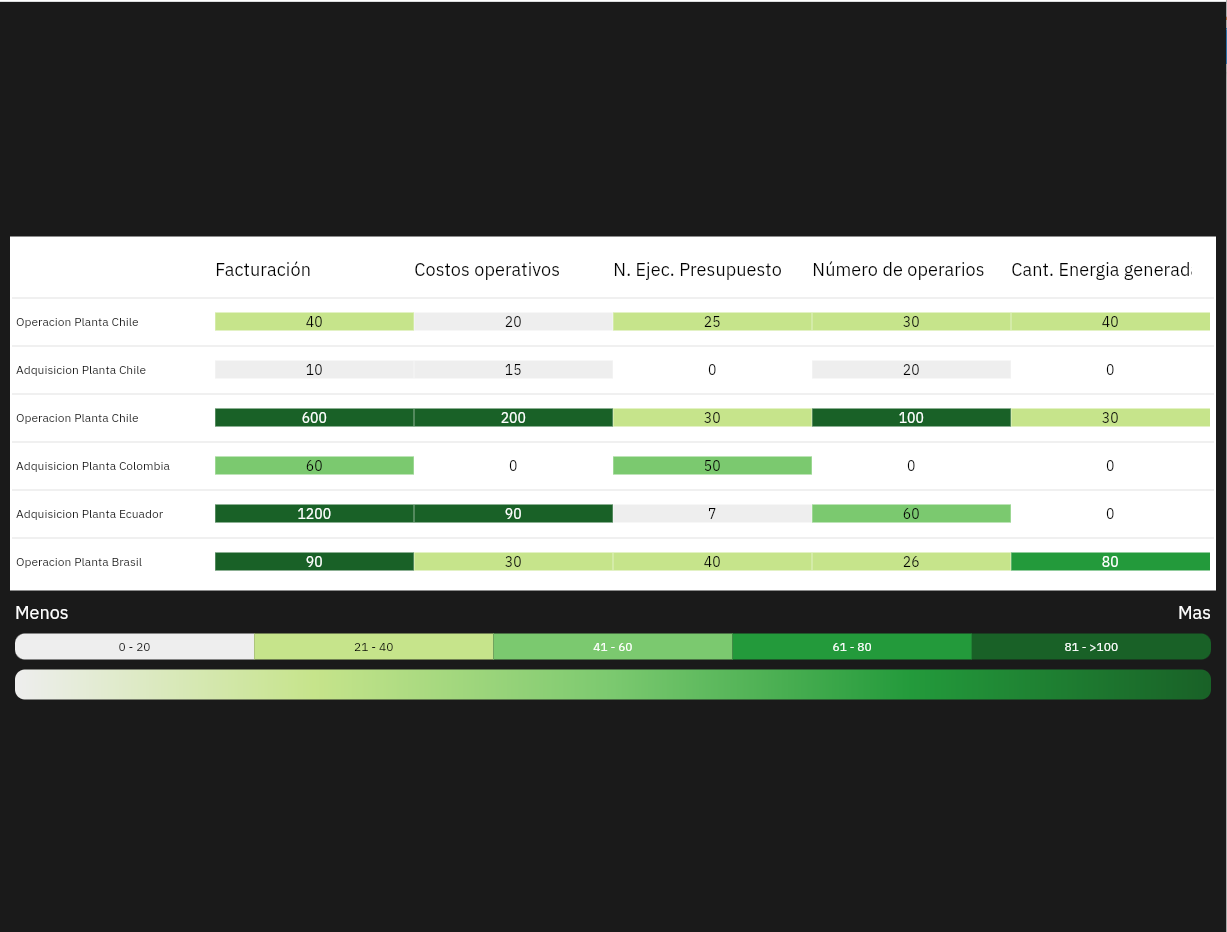 Facturación Costos operativos N. Ejec. Presupuesto Número de operarios Cant. Energia generad
Operacion Planta Chile 40 20 25 30 40
Adquisicion Planta Chile 10 15 0 20 0
Operacion Planta Chile 600 200 30 100 30
Adquisicion Planta Colombia 60 0 50 0 0
Adquisicion Planta Ecuador 1200 90 7 60 0
Operacion Planta Brasil 90 30 40 26 80
Menos Mas
0 - 20 21 - 40 41 - 60 61 - 80 81 - >100